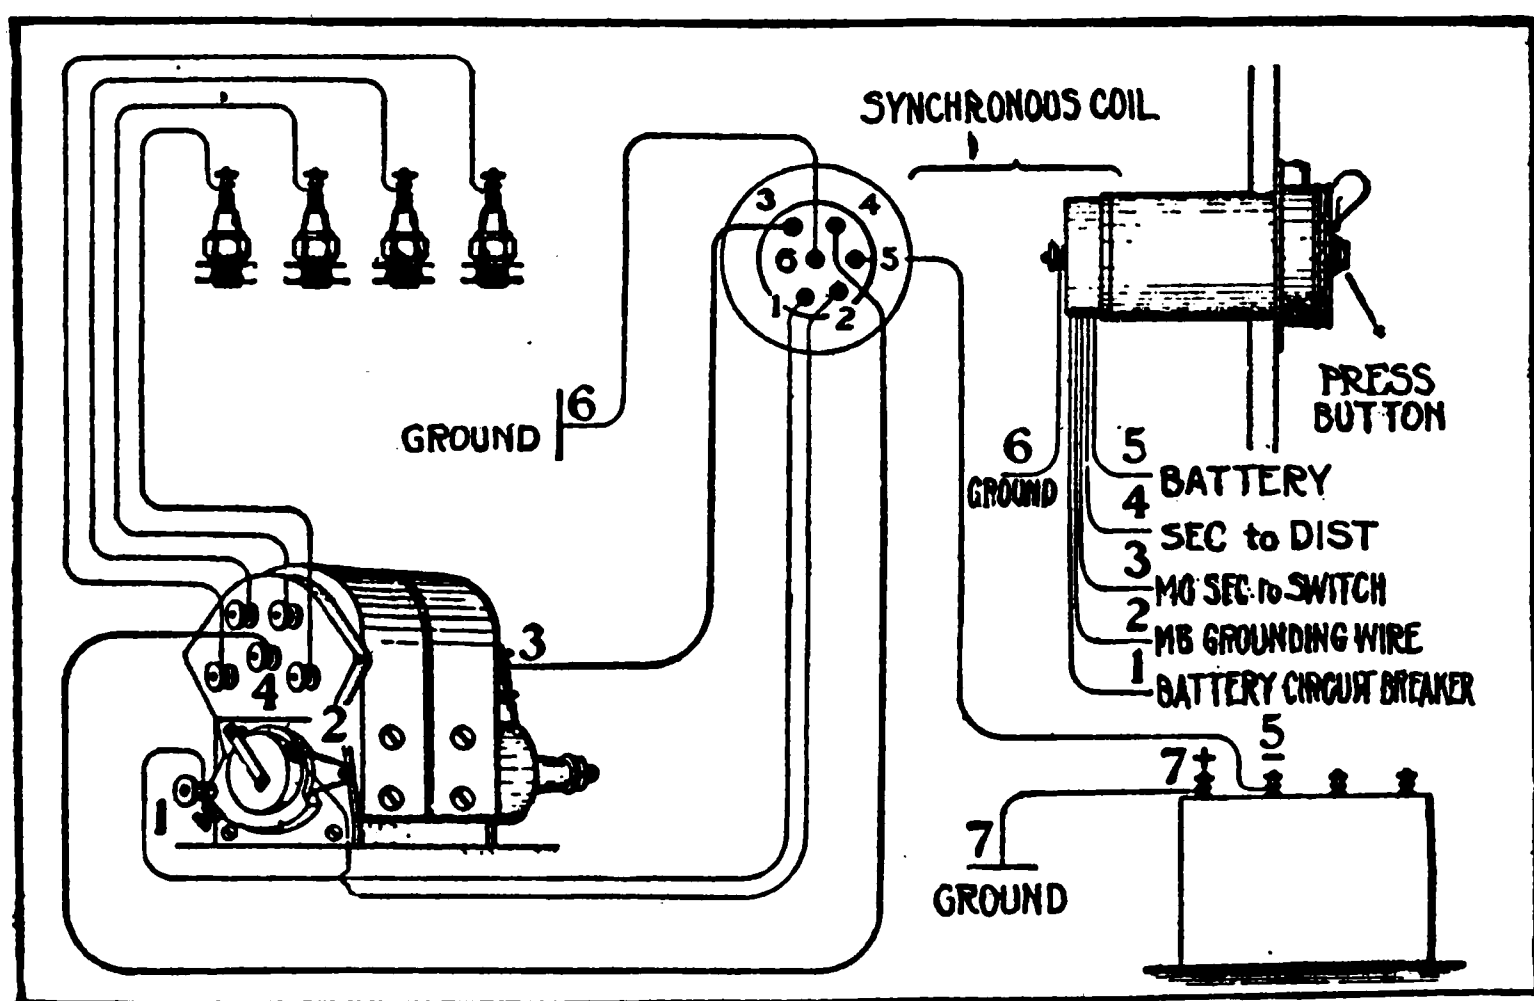 SYNCHRONOUS COIL
3
4
6
5
1
2
PRESS
BUTTON
6
GROUND
6
GROUND
5
BATTERY
4
SEC to DIST
3
MG SEC to SWITCH
2
MB GROUNDING WIRE
1
BATTERY CIRCUIT BREAKER
3
4
2
1
5
7 + −
7
GROUND